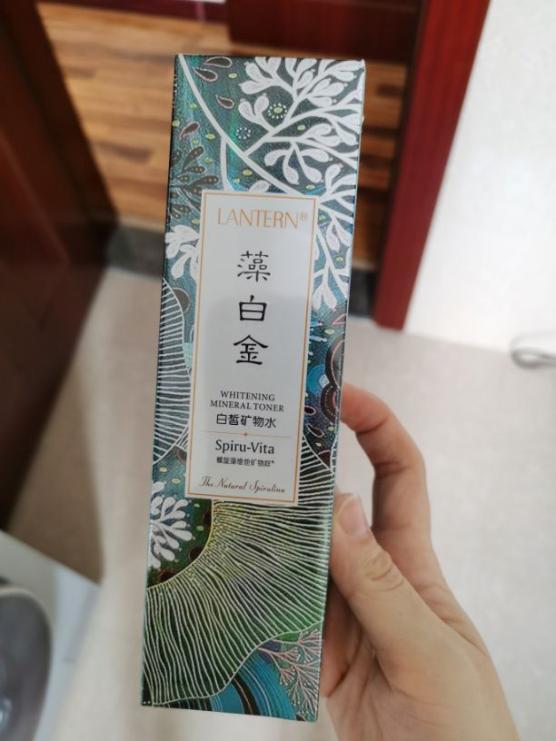 LANTERN®
藻
白
金
WHITENING
MINERAL TONER
白皙矿物水
Spiru-Vita
The Natural Spirulina